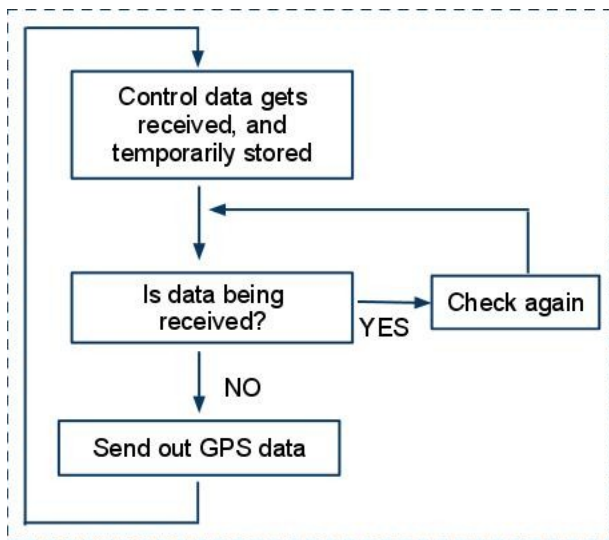 Control data gets
received, and
temporarily stored
Is data being
received?
YES
Check again
NO
Send out GPS data